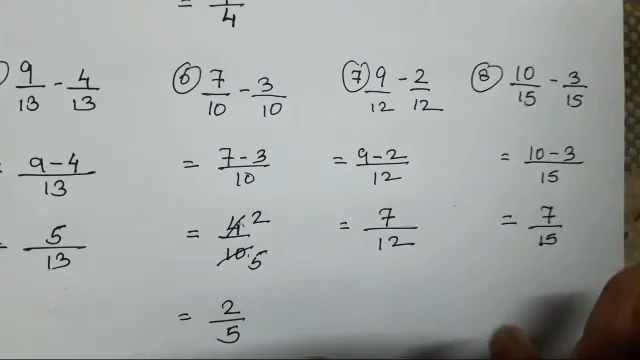 = 1/4
9/13 - 4/13
= 9-4/13
= 5/13
⑥ 7/10 - 3/10
= 7-3/10
= 4/10 2/5
= 2/5
⑦ 9/12 - 2/12
= 9-2/12
= 7/12
⑧ 10/15 - 3/15
= 10-3/15
= 7/15